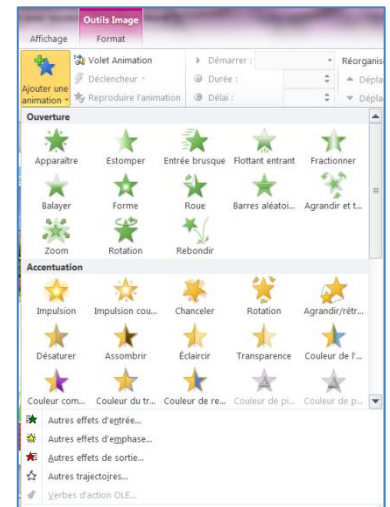 Outils Image
Affichage Format
Ajouter une animation
Volet Animation
Déclencheur
Reproduire l'animation
Démarrer :
Durée :
Délai :
Réorganis
Dépla
Dépla
Ouverture
Apparaître Estomper Entrée brusque Flottant entrant Fractionner
Balayer Forme Roue Barres aléatoi... Agrandir et t...
Zoom Rotation Rebondir
Accentuation
Impulsion Impulsion cou... Chanceler Rotation Agrandir/rétr...
Désaturer Assombrir Éclaircir Transparence Couleur de l'...
Couleur com... Couleur du tr... Couleur de re... Couleur de pi... Couleur de p...
Autres effets d'entrée...
Autres effets d'emphase...
Autres effets de sortie...
Autres trajectoires...
Verbes d'action OLE...